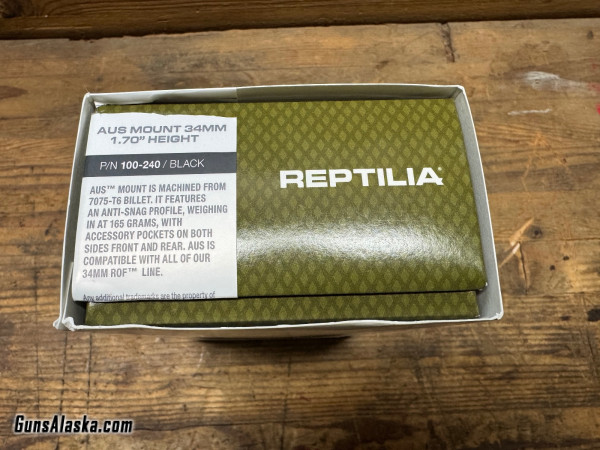 AUS MOUNT 34MM
1.70" HEIGHT
P/N 100-240 / BLACK
AUS™ MOUNT IS MACHINED FROM
7075-T6 BILLET. IT FEATURES
AN ANTI-SNAG PROFILE, WEIGHING
IN AT 165 GRAMS, WITH
ACCESSORY POCKETS ON BOTH
SIDES FRONT AND REAR. AUS IS
COMPATIBLE WITH ALL OF OUR
34MM ROF™ LINE.
Any additional trademarks are the property of
REPTILIA®
GunsAlaska.com